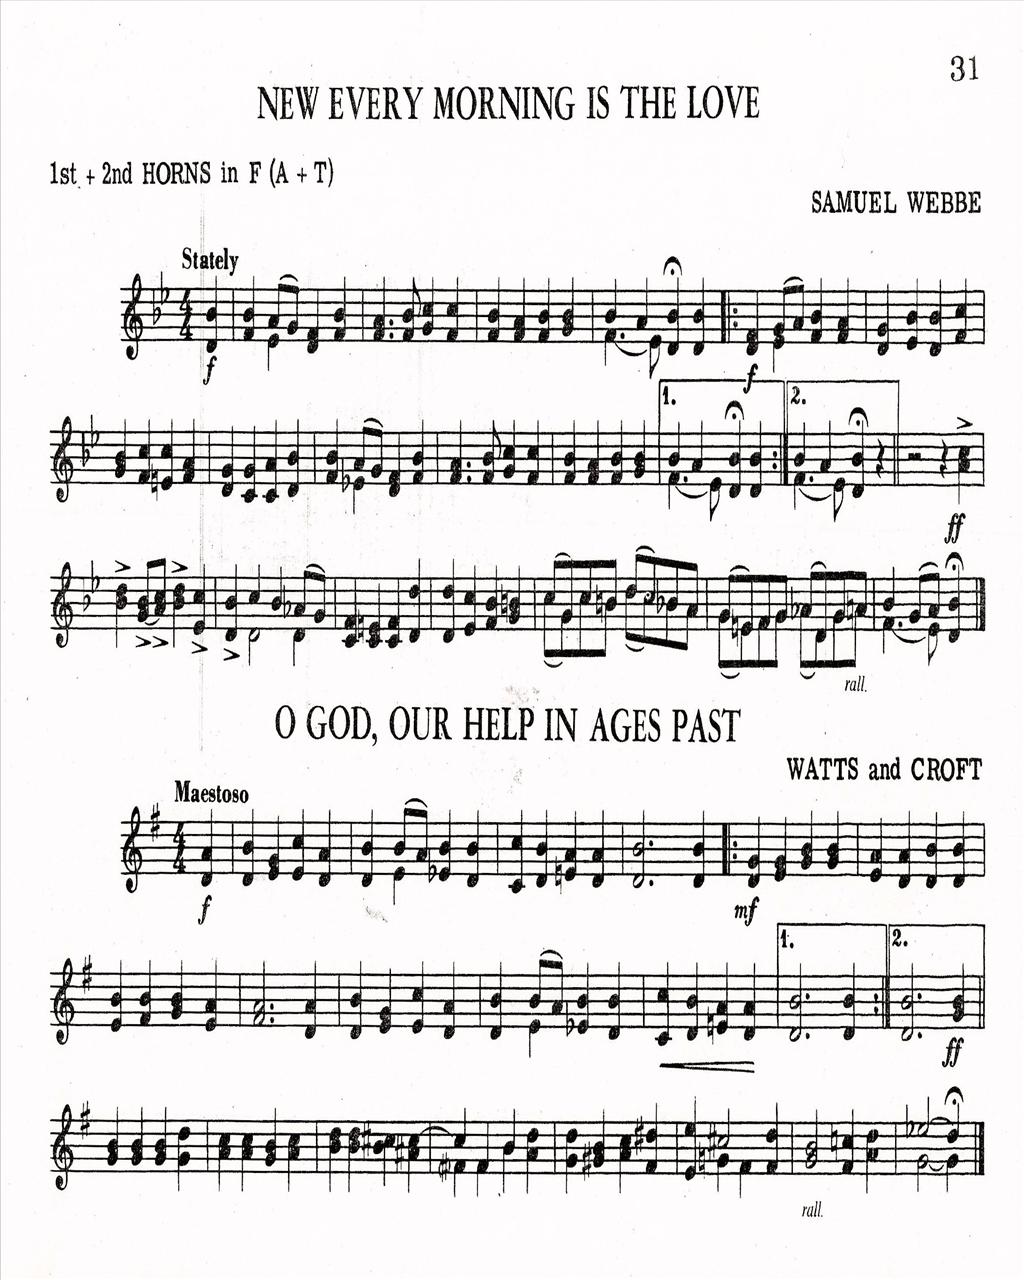 31
NEW EVERY MORNING IS THE LOVE
1st + 2nd HORNS in F (A + T)
SAMUEL WEBBE
Stately
f
f
1.
2.
ff
rall.
O GOD, OUR HELP IN AGES PAST
WATTS and CROFT
Maestoso
f
mf
1.
2.
ff
rall.